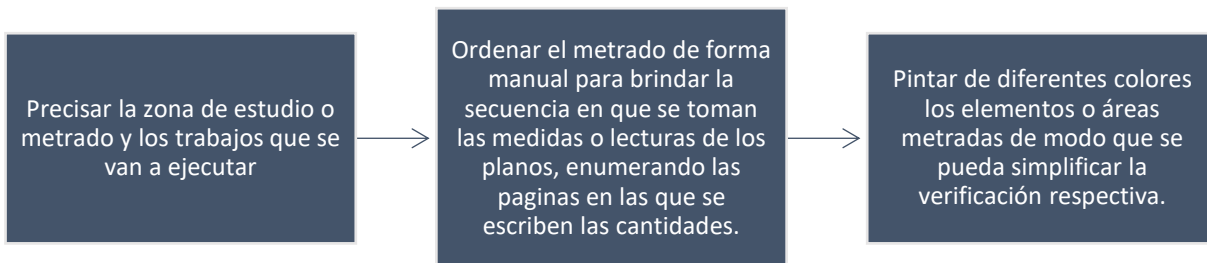 Precisar la zona de estudio o
metrado y los trabajos que se
van a ejecutar
Ordenar el metrado de forma
manual para brindar la
secuencia en que se toman
las medidas o lecturas de los
planos, enumerando las
paginas en las que se
escriben las cantidades.
Pintar de diferentes colores
los elementos o áreas
metradas de modo que se
pueda simplificar la
verificación respectiva.